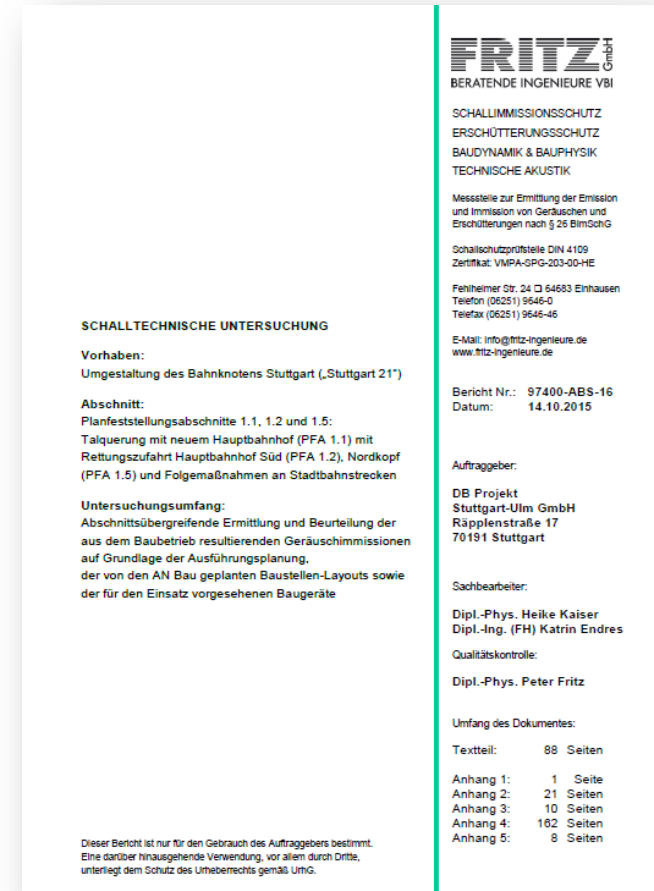 SCHALLTECHNISCHE UNTERSUCHUNG
Vorhaben:
Umgestaltung des Bahnknotens Stuttgart („Stuttgart 21")
Abschnitt:
Planfeststellungsabschnitte 1.1, 1.2 und 1.5:
Talquerung mit neuem Hauptbahnhof (PFA 1.1) mit
Rettungszufahrt Hauptbahnhof Süd (PFA 1.2), Nordkopf
(PFA 1.5) und Folgemaßnahmen an Stadtbahnstrecken
Untersuchungsumfang:
Abschnittsübergreifende Ermittlung und Beurteilung der
aus dem Baubetrieb resultierenden Geräuschimmissionen
auf Grundlage der Ausführungsplanung,
der von den AN Bau geplanten Baustellen-Layouts sowie
der für den Einsatz vorgesehenen Baugeräte
Dieser Bericht ist nur für den Gebrauch des Auftraggebers bestimmt.
Eine darüber hinausgehende Verwendung, vor allem durch Dritte,
unterliegt dem Schutz des Urheberrechts gemäß UrhG.
FRITZ GmbH
BERATENDE INGENIEURE VBI
SCHALLIMMISSIONSSCHUTZ
ERSCHÜTTERUNGSSCHUTZ
BAUDYNAMIK & BAUPHYSIK
TECHNISCHE AKUSTIK
Messstelle zur Ermittlung der Emission
und Immission von Geräuschen und
Erschütterungen nach § 26 BImSchG
Schallschutzprüfstelle DIN 4109
Zertifikat: VMPA-SPG-203-00-HE
Fehlheimer Str. 24 □ 64683 Einhausen
Telefon (06251) 9646-0
Telefax (06251) 9646-46
E-Mail: info@fritz-ingenieure.de
www.fritz-ingenieure.de
Bericht Nr.: 97400-ABS-16
Datum: 14.10.2015
Auftraggeber:
DB Projekt
Stuttgart-Ulm GmbH
Räpplenstraße 17
70191 Stuttgart
Sachbearbeiter:
Dipl.-Phys. Heike Kaiser
Dipl.-Ing. (FH) Katrin Endres
Qualitätskontrolle:
Dipl.-Phys. Peter Fritz
Umfang des Dokumentes:
Textteil: 88 Seiten
Anhang 1: 1 Seite
Anhang 2: 21 Seiten
Anhang 3: 10 Seiten
Anhang 4: 162 Seiten
Anhang 5: 8 Seiten